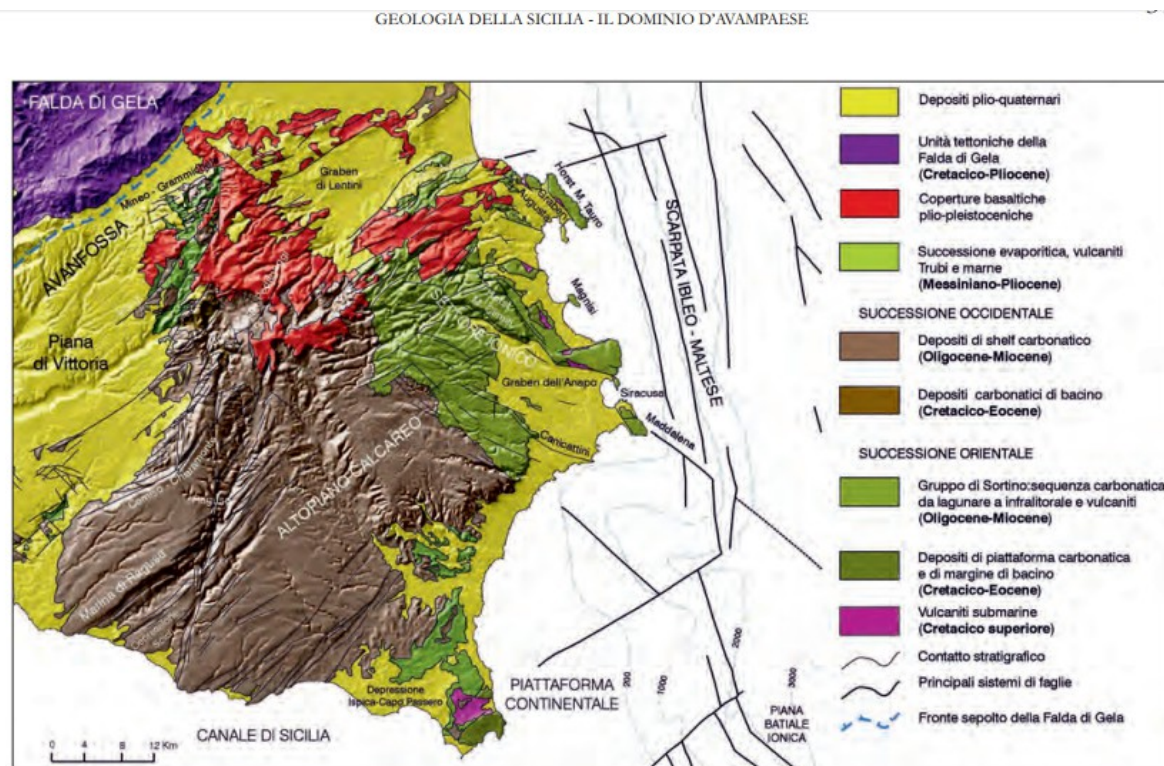 GEOLOGIA DELLA SICILIA - IL DOMINIO D'AVAMPAESE
FALDA DI GELA
Mineo - Grammichele
Graben
di Lentini
AVANFOSSA
Piana
di Vittoria
Augusta
Graben
Horst M. Tauro
Magnisi
SETTORE IONICO
Graben dell'Anapo
Siracusa
Maddalena
Canicattini
SCARPATA IBLEO - MALTESE
ALTOPIANO CALCAREO
Marina di Ragusa
Depressione
Ispica-Capo Passero
PIATTAFORMA
CONTINENTALE
CANALE DI SICILIA
0 4 8 12 Km
200
1000
2000
3000
PIANA
BATIALE
IONICA
Depositi plio-quaternari
Unità tettoniche della
Falda di Gela
(Cretacico-Pliocene)
Coperture basaltiche
plio-pleistoceniche
Successione evaporitica, vulcaniti
Trubi e marne
(Messiniano-Pliocene)
SUCCESSIONE OCCIDENTALE
Depositi di shelf carbonatico
(Oligocene-Miocene)
Depositi carbonatici di bacino
(Cretacico-Eocene)
SUCCESSIONE ORIENTALE
Gruppo di Sortino:sequenza carbonatica
da lagunare a infralitorale e vulcaniti
(Oligocene-Miocene)
Depositi di piattaforma carbonatica
e di margine di bacino
(Cretacico-Eocene)
Vulcaniti submarine
(Cretacico superiore)
Contatto stratigrafico
Principali sistemi di faglie
Fronte sepolto della Falda di Gela